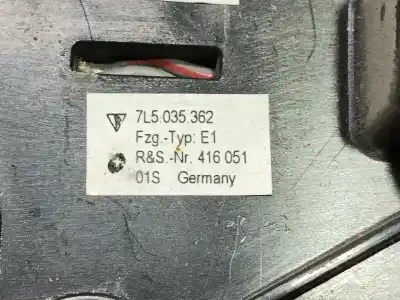 7L5.035.362
Fzg.-Typ: E1
R&S.-Nr. 416 051
01S Germany